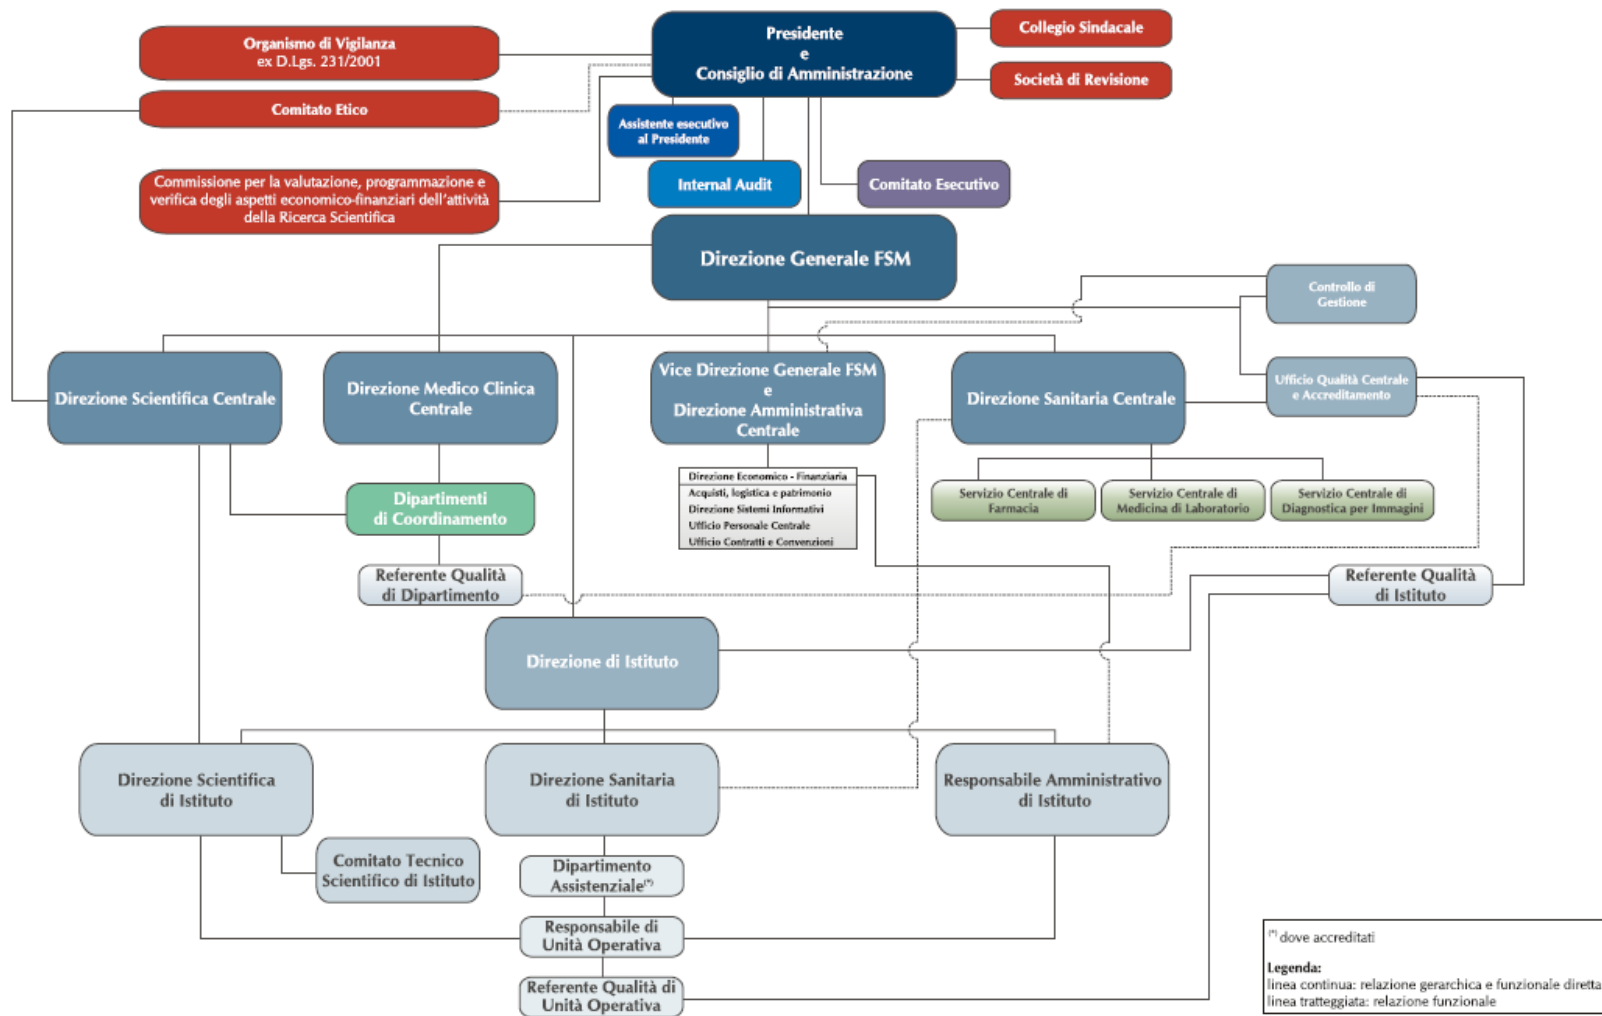 Organismo di Vigilanza
ex D.Lgs. 231/2001
Presidente
e
Consiglio di Amministrazione
Collegio Sindacale
Società di Revisione
Comitato Etico
Assistente esecutivo
al Presidente
Commissione per la valutazione, programmazione e
verifica degli aspetti economico-finanziari dell'attività
della Ricerca Scientifica
Internal Audit
Comitato Esecutivo
Direzione Generale FSM
Controllo di
Gestione
Direzione Scientifica Centrale
Direzione Medico Clinica
Centrale
Vice Direzione Generale FSM
e
Direzione Amministrativa
Centrale
Direzione Sanitaria Centrale
Ufficio Qualità Centrale
e Accreditamento
Direzione Economico - Finanziaria
Acquisti, logistica e patrimonio
Direzione Sistemi Informativi
Ufficio Personale Centrale
Ufficio Contratti e Convenzioni
Dipartimenti
di Coordinamento
Servizio Centrale di
Farmacia
Servizio Centrale di
Medicina di Laboratorio
Servizio Centrale di
Diagnostica per Immagini
Referente Qualità
di Dipartimento
Referente Qualità
di Istituto
Direzione di Istituto
Direzione Scientifica
di Istituto
Direzione Sanitaria
di Istituto
Responsabile Amministrativo
di Istituto
Comitato Tecnico
Scientifico di Istituto
Dipartimento
Assistenziale(*)
Responsabile di
Unità Operativa
Referente Qualità di
Unità Operativa
(*) dove accreditati
Legenda:
linea continua: relazione gerarchica e funzionale diretta
linea tratteggiata: relazione funzionale